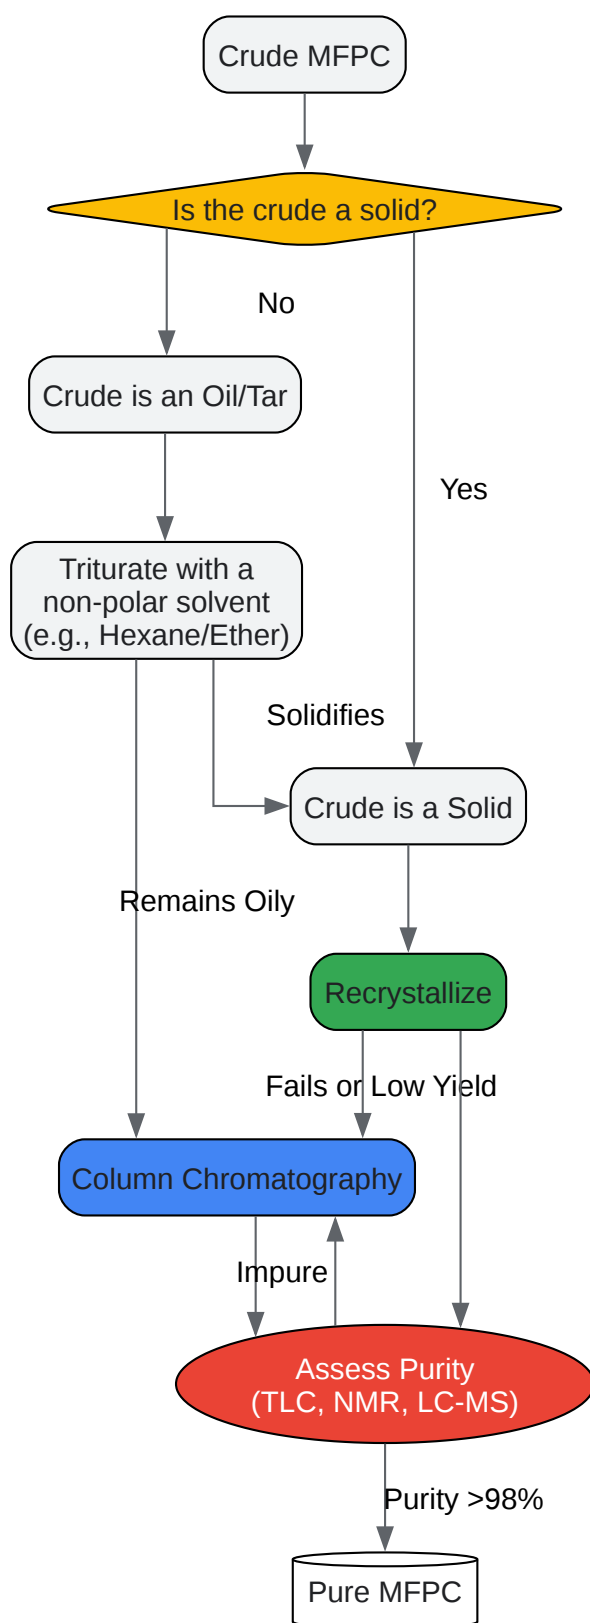 Crude MFPC
Is the crude a solid?
No
Crude is an Oil/Tar
Yes
Triturate with a
non-polar solvent
(e.g., Hexane/Ether)
Solidifies
Crude is a Solid
Remains Oily
Recrystallize
Fails or Low Yield
Column Chromatography
Impure
Assess Purity
(TLC, NMR, LC-MS)
Purity >98%
Pure MFPC